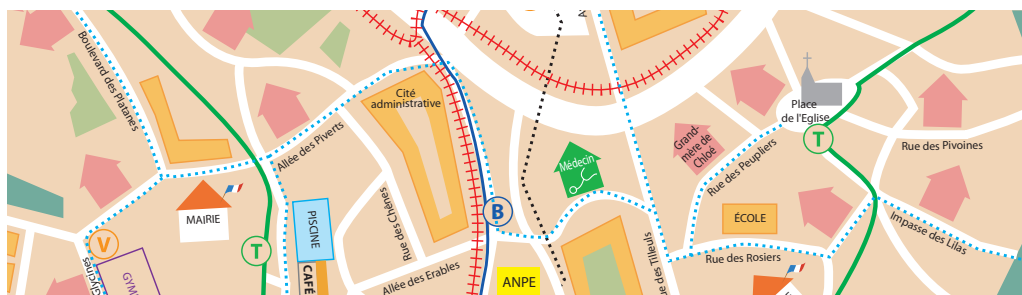 Boulevard des Platanes
Cité
administrative
Allée des Piverts
Place
de l'Eglise
T
Rue des Pivoines
Grand-
mère de
Chloé
Médecin
Rue des Peupliers
MAIRIE
PISCINE
Rue des Chênes
B
ÉCOLE
Impasse des Lilas
V
T
Rue des Rosiers
Glycines
CAFÉ
Allée des Erables
ANPE
ue des Tilleuls
GYM